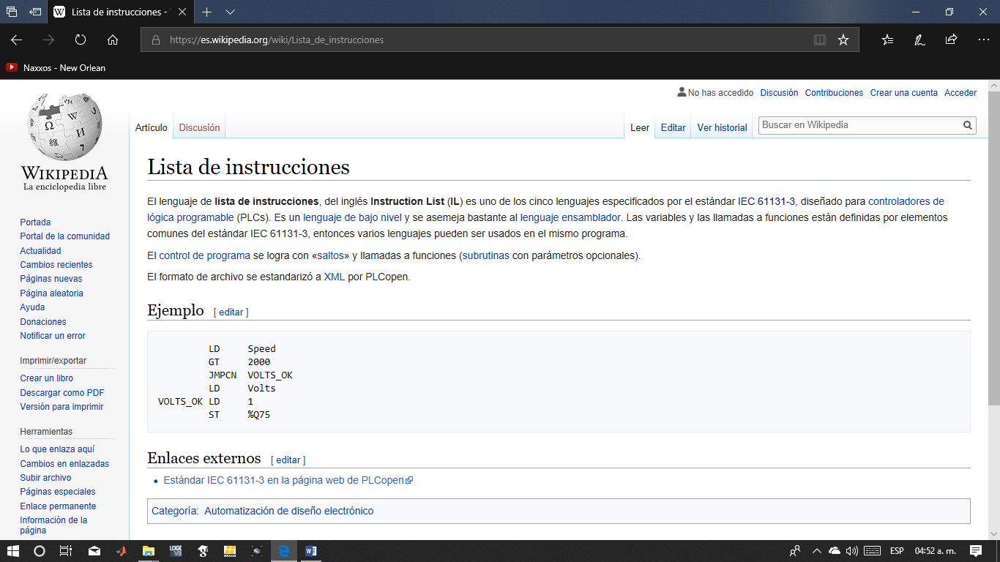 Lista de instrucciones -
https://es.wikipedia.org/wiki/Lista_de_instrucciones
Naxxos - New Orlean
No has accedido Discusión Contribuciones Crear una cuenta Acceder
Artículo Discusión Leer Editar Ver historial Buscar en Wikipedia
WIKIPEDIA
La enciclopedia libre
Portada
Portal de la comunidad
Actualidad
Cambios recientes
Páginas nuevas
Página aleatoria
Ayuda
Donaciones
Notificar un error
Imprimir/exportar
Crear un libro
Descargar como PDF
Versión para imprimir
Herramientas
Lo que enlaza aquí
Cambios en enlazadas
Subir archivo
Páginas especiales
Enlace permanente
Información de la
página
Lista de instrucciones
El lenguaje de lista de instrucciones, del inglés Instruction List (IL) es uno de los cinco lenguajes especificados por el estándar IEC 61131-3, diseñado para controladores de
lógica programable (PLCs). Es un lenguaje de bajo nivel y se asemeja bastante al lenguaje ensamblador. Las variables y las llamadas a funciones están definidas por elementos
comunes del estándar IEC 61131-3, entonces varios lenguajes pueden ser usados en el mismo programa.
El control de programa se logra con «saltos» y llamadas a funciones (subrutinas con parámetros opcionales).
El formato de archivo se estandarizó a XML por PLCopen.
Ejemplo [ editar ]
LD Speed
GT 2000
JMPCN VOLTS_OK
LD Volts
VOLTS_OK LD 1
ST %Q75
Enlaces externos [ editar ]
• Estándar IEC 61131-3 en la página web de PLCopen
Categoría: Automatización de diseño electrónico
ESP 04:52 a. m.